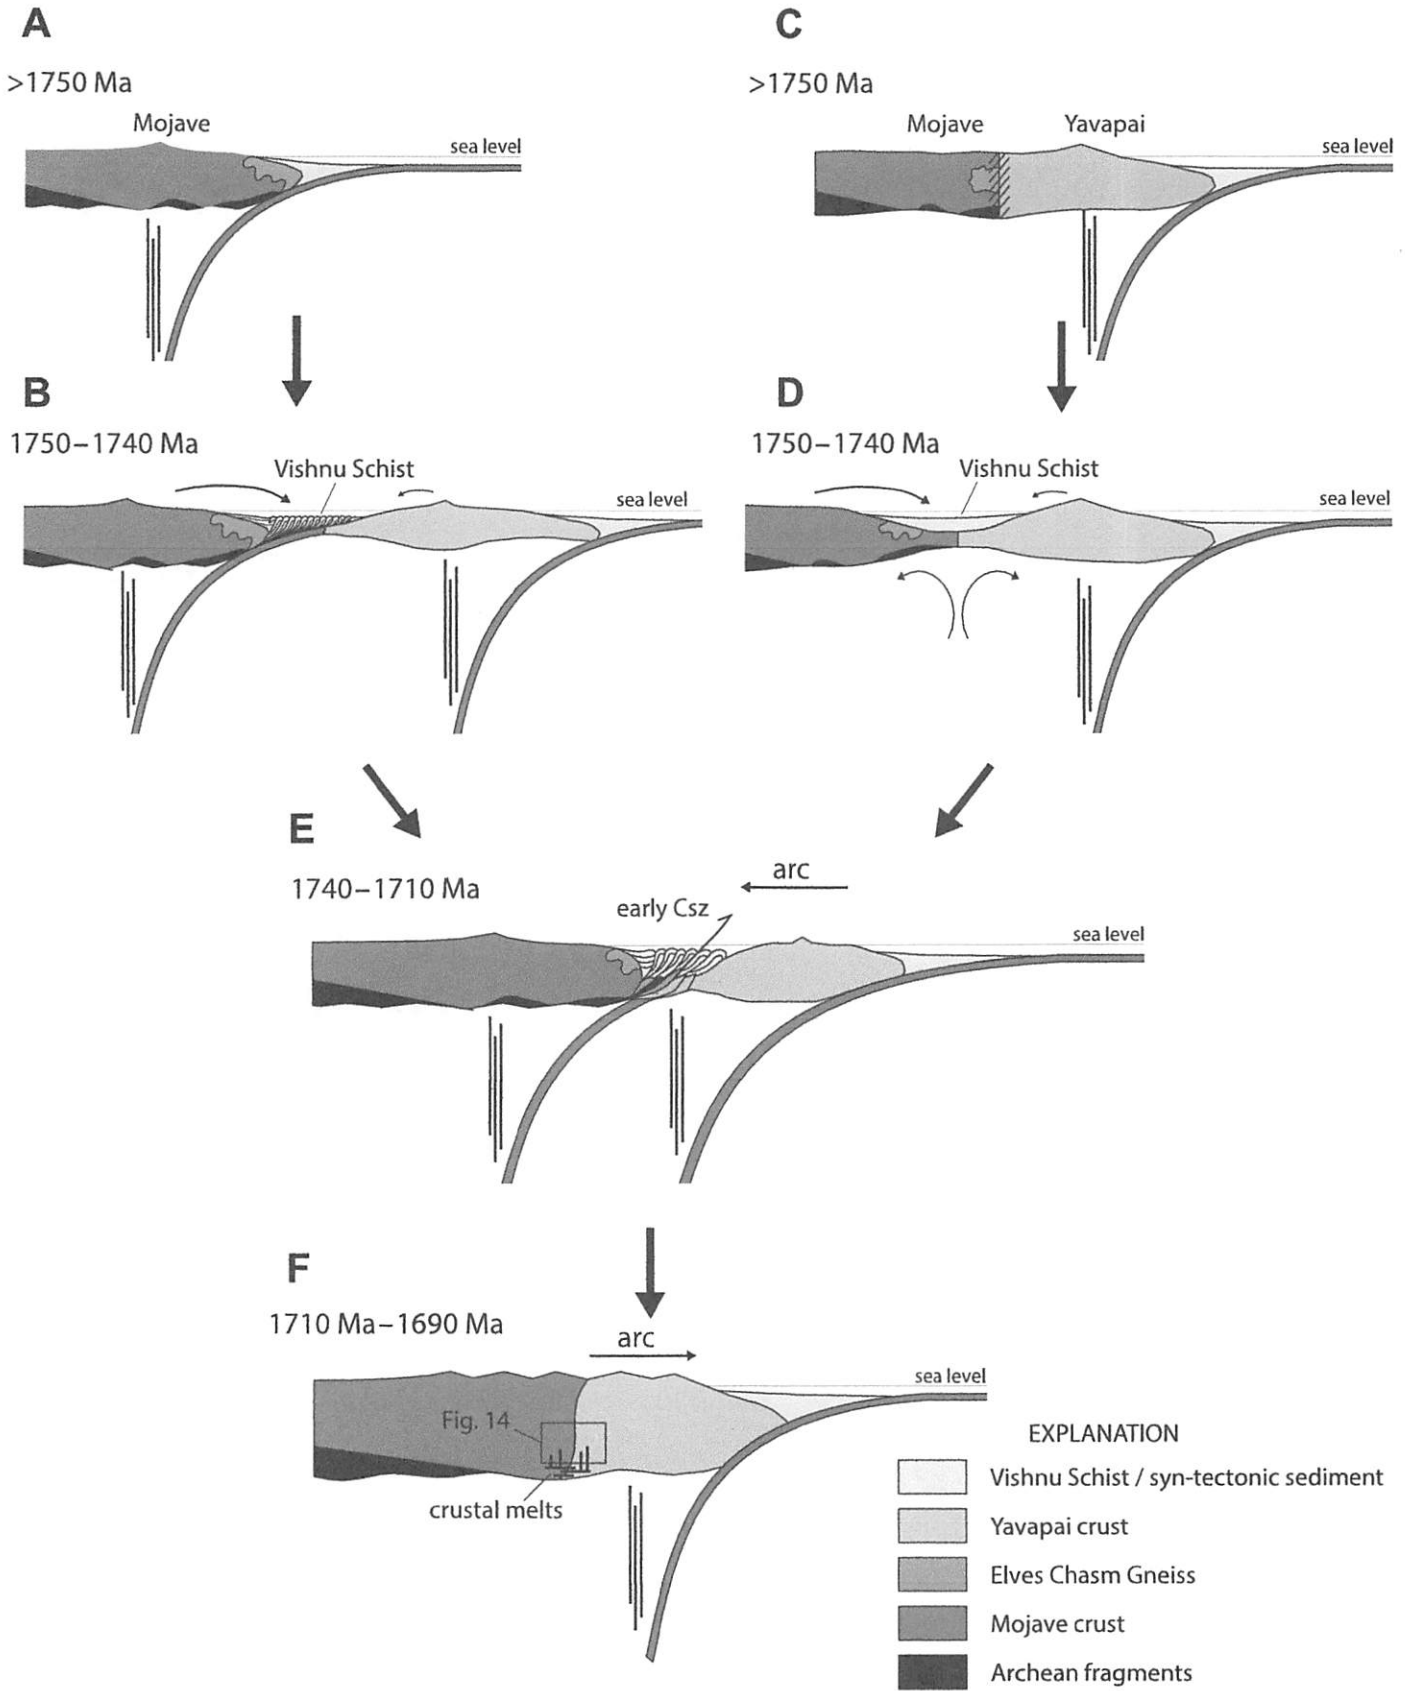 A
>1750 Ma
Mojave
sea level
C
>1750 Ma
Mojave
Yavapai
sea level
B
1750–1740 Ma
Vishnu Schist
sea level
D
1750–1740 Ma
Vishnu Schist
sea level
E
1740–1710 Ma
arc
early Csz
sea level
F
1710 Ma–1690 Ma
arc
sea level
Fig. 14
crustal melts
EXPLANATION
Vishnu Schist / syn-tectonic sediment
Yavapai crust
Elves Chasm Gneiss
Mojave crust
Archean fragments